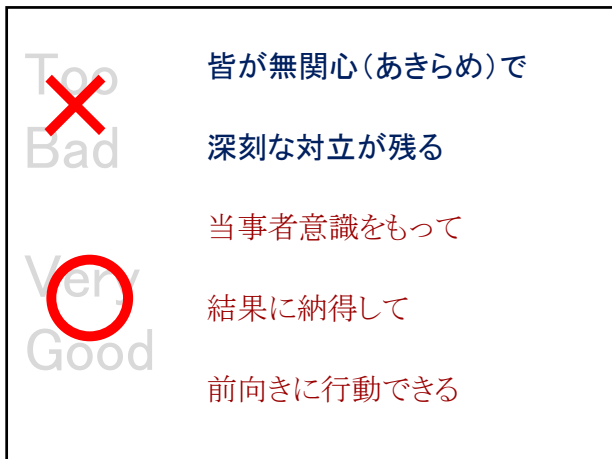 Too
Bad
皆が無関心（あきらめ）で
深刻な対立が残る
Very
Good
当事者意識をもって
結果に納得して
前向きに行動できる